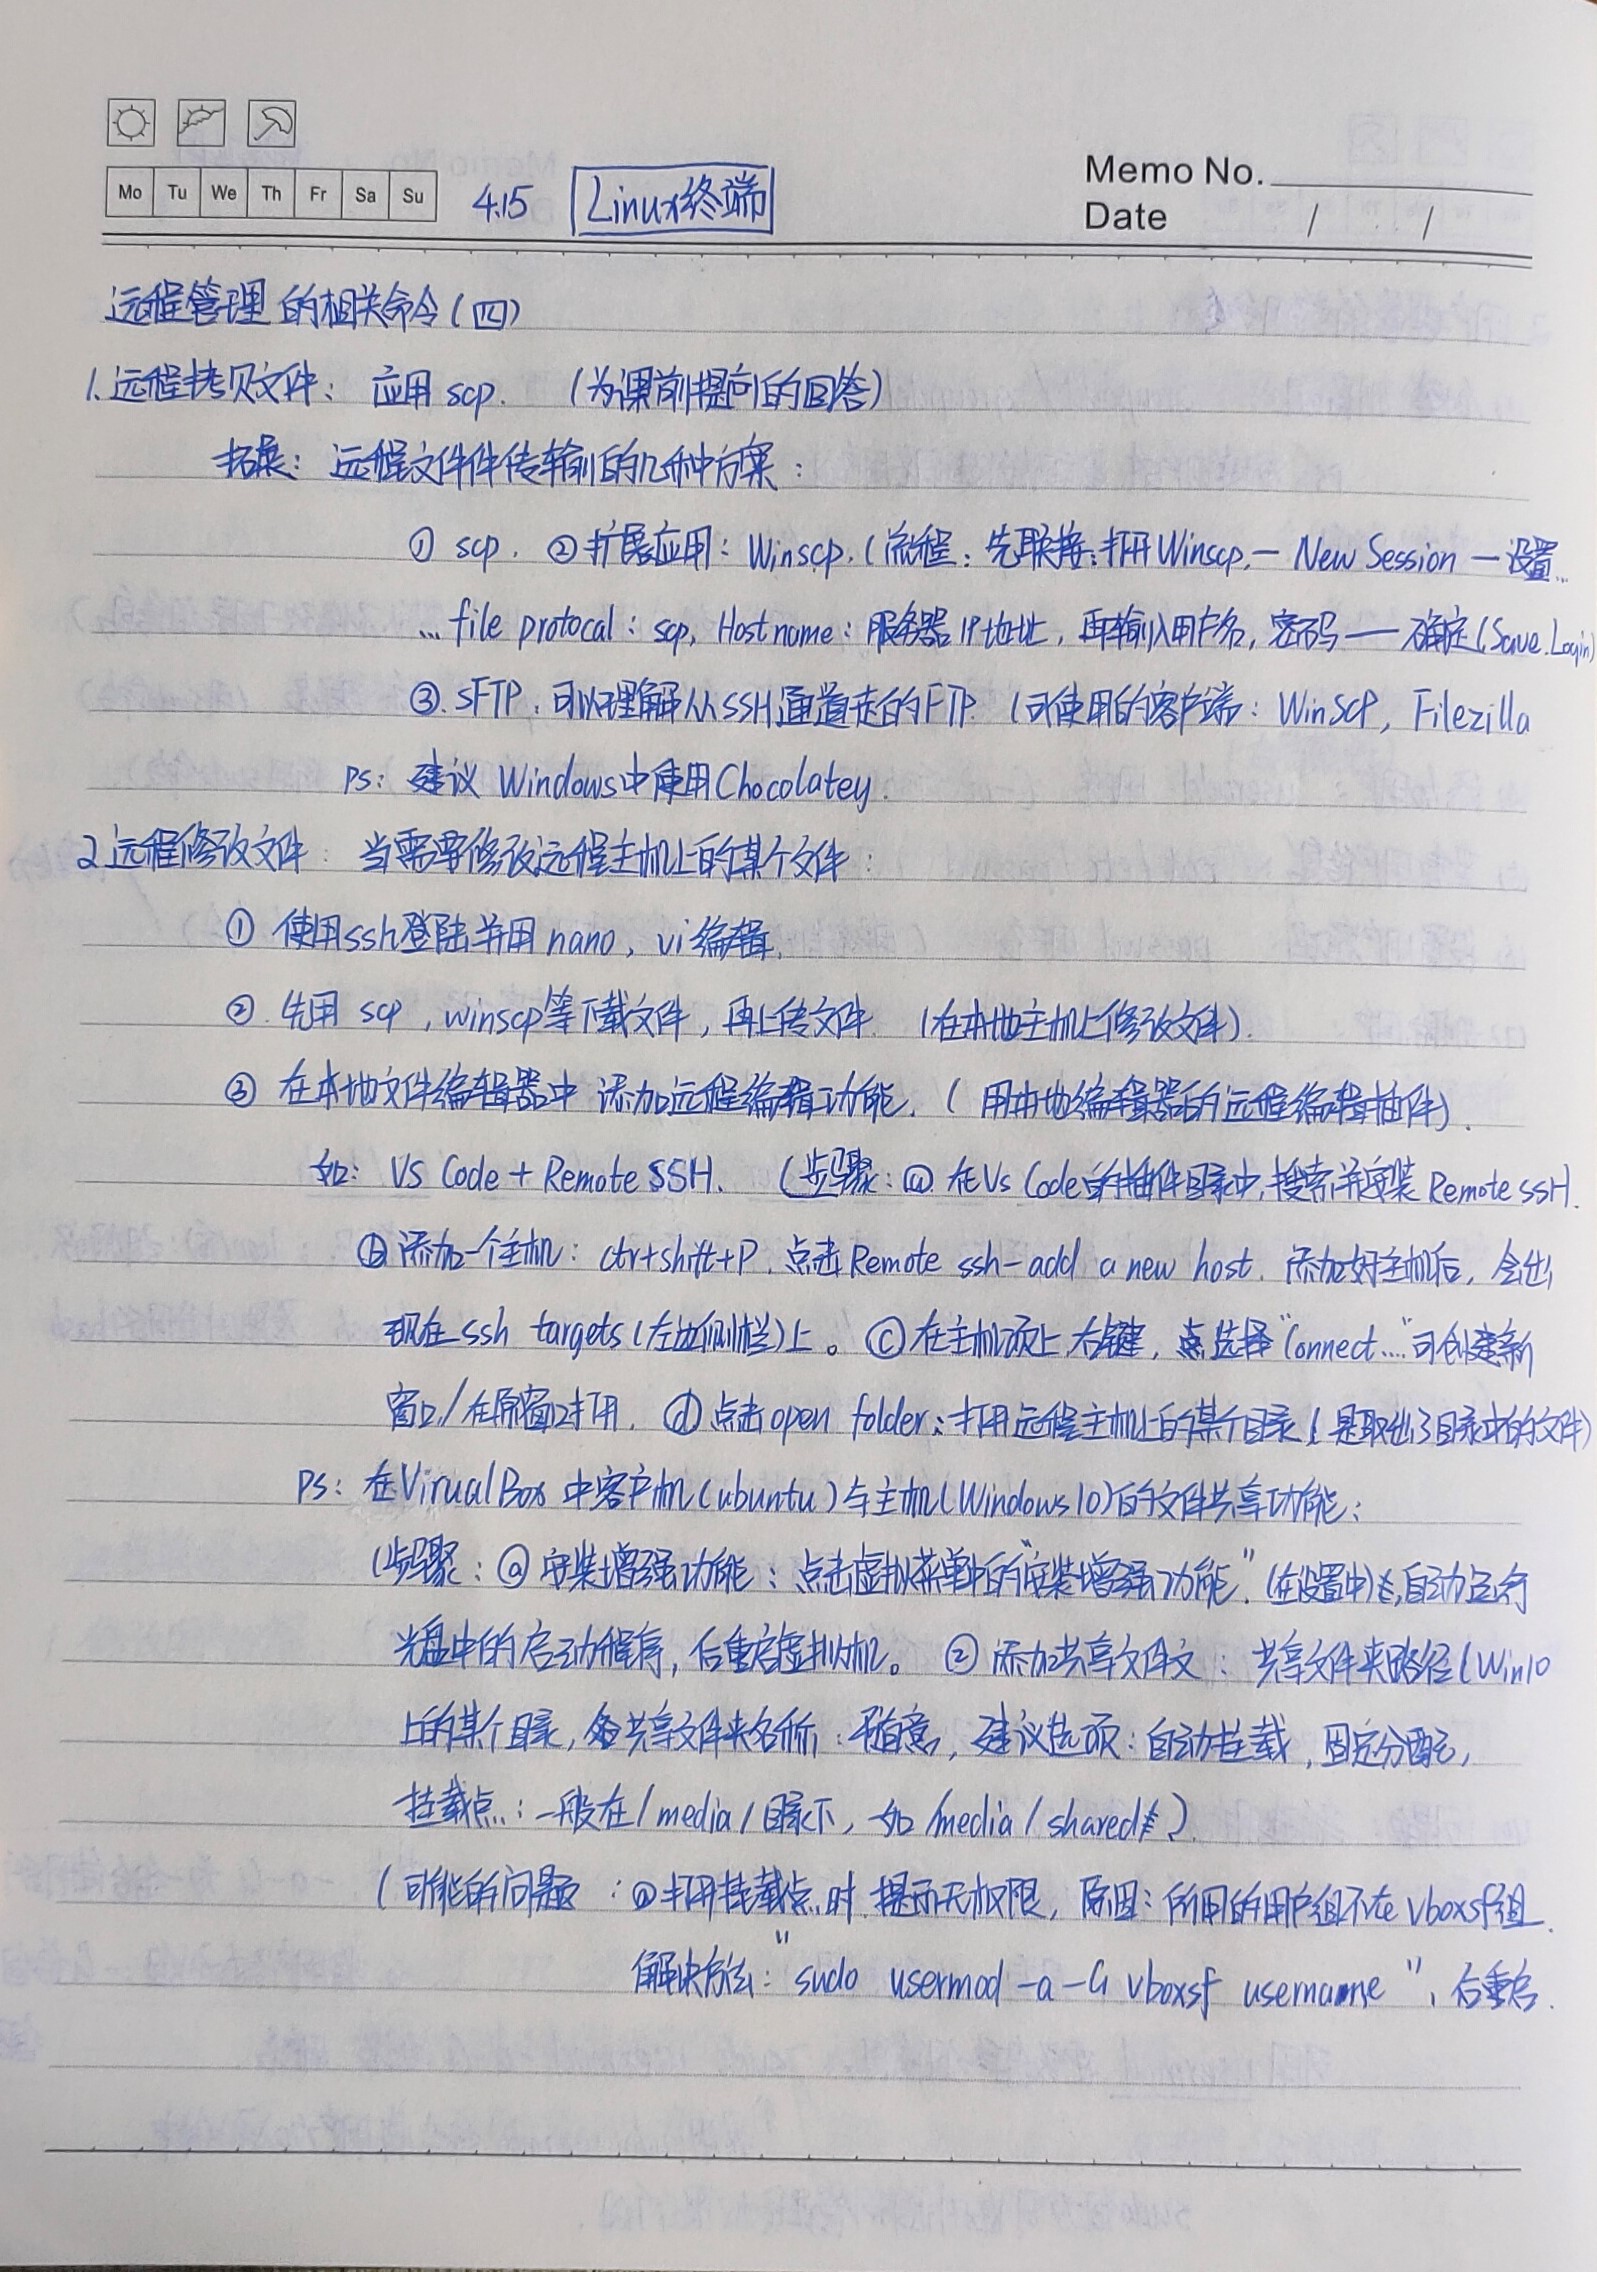 Mo Tu We Th Fr Sa Su 4.15 Linux终端 Memo No.
Date / /
远程管理的相关命令(四)
1.远程拷贝文件: 应用scp. (为课前提问的回答)
拓展: 远程文件件传输的几种方案:
① scp. ②扩展应用: Winscp. (流程: 先联接:打开Winscp.— New Session — 设置...
... file protocal: scp, Hostname: 服务器IP地址, 再输入用户名, 密码 —— 确定(Save.Login)
③. SFTP. 可以理解从SSH通道走的FTP. (可使用的客户端: WinSCP, Filezilla
PS: 建议 Windows中使用Chocolatey.
2.远程修改文件: 当需要修改远程主机上的某个文件:
① 使用ssh登陆并用nano, vi编辑.
②. 先用 scp, winscp等下载文件, 再上传文件. (在本地主机上修改文件).
③ 在本地文件编辑器中 添加远程编辑功能. (用本地编辑器的远程编辑插件).
如: VS Code + Remote SSH. (步骤: ⓐ 在Vs Code的插件目录中, 搜索并安装 Remote ssH.
ⓑ 添加一个主机: ctr+shift+P. 点击Remote ssh-add a new host. 添加好主机后, 会出
现在ssh targets(左边侧栏)上。 ⓒ在主机项上, 右键, 点选择"Connect...."可创建新
窗口/在原窗口打开. ⓓ点击open folder: 打开远程主机上的某个目录(是取出了目录中的文件)
PS: 在VirualBox 中客户机(ubuntu)与主机(Windows10)的文件共享功能:
(步骤: ⓐ 安装增强功能: 点击虚拟菜单中的"安装增强功能". (在设置中), 自动运行
光盘中的启动程序, 后重启虚拟机。 ② 添加共享文件文: 共享文件夹路径(Win10
上的某个目录, 共享文件夹名称: 随意, 建议选项: 自动挂载, 固定分配,
挂载点: 一般在/media/目录下, 如 /media/shared)
(可能的问题: ⓐ打开挂载点时, 提示无权限, 原因: 所用的用户组不在vboxsf组.
解决方法: "sudo usermod -a-G vboxsf username", 后重启.